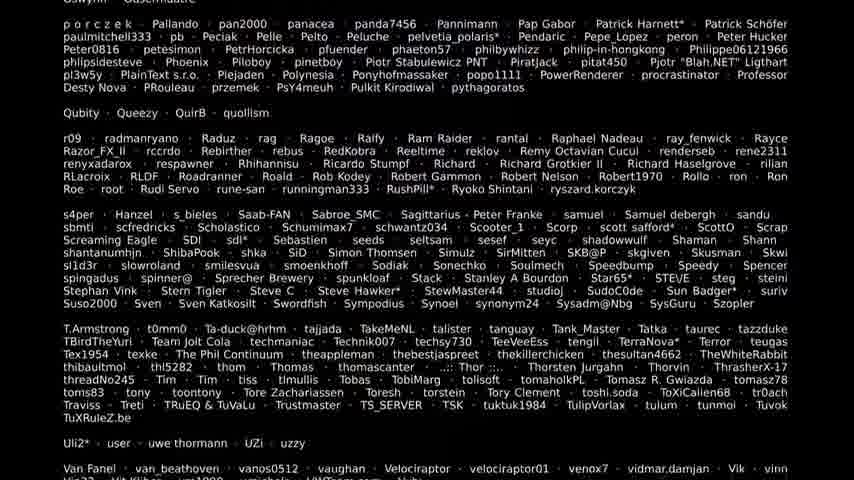 p o r c z e k · Pallando · pan2000 · panacea · panda7456 · Pannimann · Pap Gabor · Patrick Harnett* · Patrick Schöfer
paulmitchell333 · pb · Peciak · Pelle · Pelto · Peluche · pelvetia_polaris* · Pendaric · Pepe_Lopez · peron · Peter Hucker
Peter0816 · petesimon · PetrHorcicka · pfuender · phaeton57 · philbywhizz · philip-in-hongkong · Philippe06121966
phlipsidesteve · Phoenix · Piloboy · pinetboy · Piotr Stabulewicz PNT · PiratJack · pitat450 · Pjotr "Blah.NET" Ligthart
pl3w5y · PlainText s.r.o. · Plejaden · Polynesia · Ponyhofmassaker · popo1111 · PowerRenderer · procrastinator · Professor
Desty Nova · PRouleau · przemek · PsY4meuh · Pulkit Kirodiwal · pythagoratos
Qubity · Queezy · QuirB · quollism
r09 · radmanryano · Raduz · rag · Ragoe · Raify · Ram Raider · rantal · Raphael Nadeau · ray_fenwick · Rayce
Razor_FX_II · rccrdo · Rebirther · rebus · RedKobra · Reeltime · reklov · Remy Octavian Cucui · renderseb · rene2311
renyxadarox · respawner · Rhihannisu · Ricardo Stumpf · Richard · Richard Grotkier II · Richard Haselgrove · rilian
RLacroix · RLDF · Roadranner · Roald · Rob Kodey · Robert Gammon · Robert Nelson · Robert1970 · Rollo · ron · Ron
Roe · root · Rudi Servo · rune-san · runningman333 · RushPill* · Ryoko Shintani · ryszard.korczyk
s4per · Hanzel · s_bieles · Saab-FAN · Sabroe_SMC · Sagittarius - Peter Franke · samuel · Samuel debergh · sandu
sbmti · scfredricks · Scholastico · Schumimax7 · schwantz034 · Scooter_1 · Scorp · scott safford* · ScottO · Scrap
Screaming Eagle · SDI · sdl* · Sebastien · seeds · seltsam · sesef · seyc · shadowwulf · Shaman · Shann
shantanumhjn · ShibaPook · shka · SiD · Simon Thomsen · Simulz · SirMitten · SKB@P · skgiven · Skusman · Skwi
sl1d3r · slowroland · smilesvua · smoenkhoff · Sodiak · Sonechko · Soulmech · Speedbump · Speedy · Spencer
spingadus · spinner@ · Sprecher Brewery · spunkloaf · Stack · Stanley A Bourdon · Star65* · STEVE · steg · steini
Stephan Vink · Stern Tigler · Steve C · Steve Hawker* · StewMaster44 · studioJ · SudoC0de · Sun Badger* · suriv
Suso2000 · Sven · Sven Katkosilt · Swordfish · Sympodius · Synoel · synonym24 · Sysadm@Nbg · SysGuru · Szopler
T.Armstrong · t0mm0 · Ta-duck@hrhm · tajjada · TakeMeNL · talister · tanguay · Tank_Master · Tatka · taurec · tazzduke
TBirdTheYuri · Team Jolt Cola · techmaniac · Technik007 · techsy730 · TeeVeeEss · tengil · TerraNova* · Terror · teugas
Tex1954 · texke · The Phil Continuum · theappleman · thebestjaspreet · thekillerchicken · thesultan4662 · TheWhiteRabbit
thibaultmol · thl5282 · thom · Thomas · thomascanter · ..:: Thor ::.. · Thorsten Jurgahn · Thorvin · ThrasherX-17
threadNo245 · Tim · Tim · tiss · tlmullis · Tobas · TobiMarg · tolisoft · tomaholkPL · Tomasz R. Gwiazda · tomasz78
toms83 · tony · toontony · Tore Zachariassen · Toresh · torstein · Tory Clement · toshi.soda · ToXiCalien68 · tr0ach
Traviss · Treti · TRuEQ & TuVaLu · Trustmaster · TS_SERVER · TSK · tuktuk1984 · TulipVorlax · tulum · tunmoi · Tuvok
TuXRuleZ.be
Uli2* · user · uwe thormann · UZi · uzzy
Van Fanel · van_beathoven · vanos0512 · vaughan · Velociraptor · velociraptor01 · venox7 · vidmar.damjan · Vik · vinn